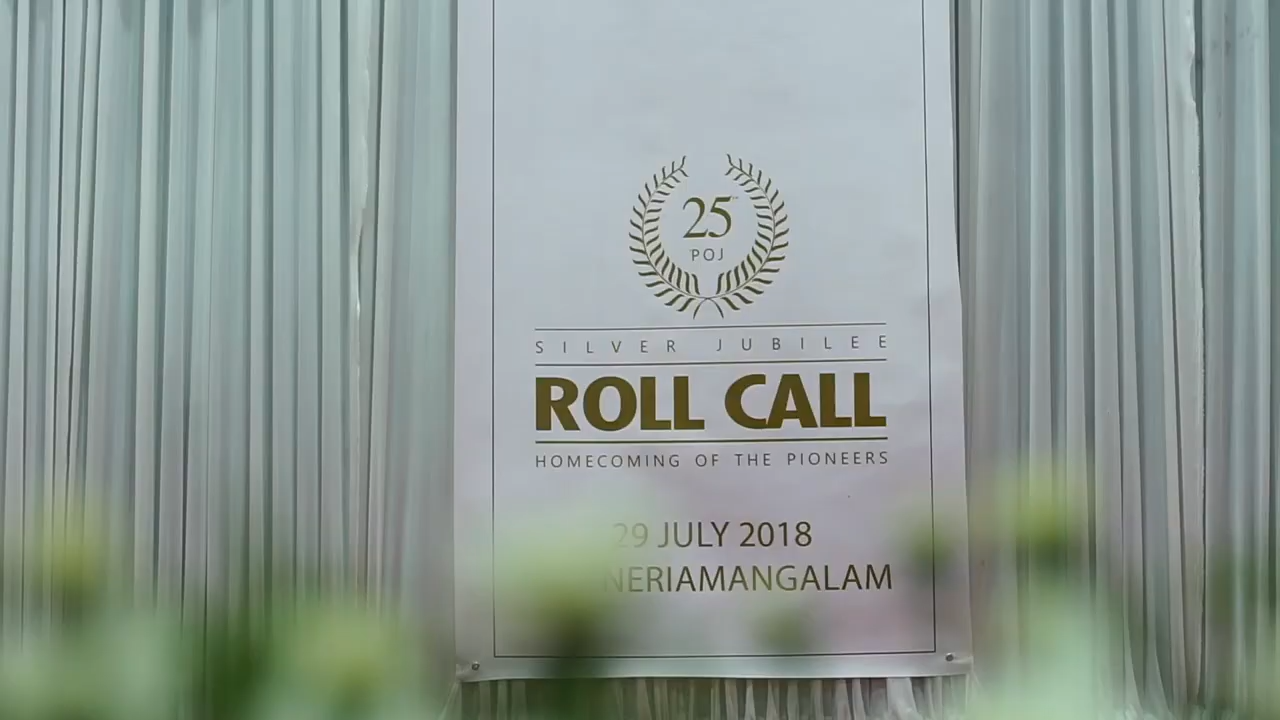 25
POJ
SILVER JUBILEE
ROLL CALL
HOMECOMING OF THE PIONEERS
29 JULY 2018
NERIAMANGALAM